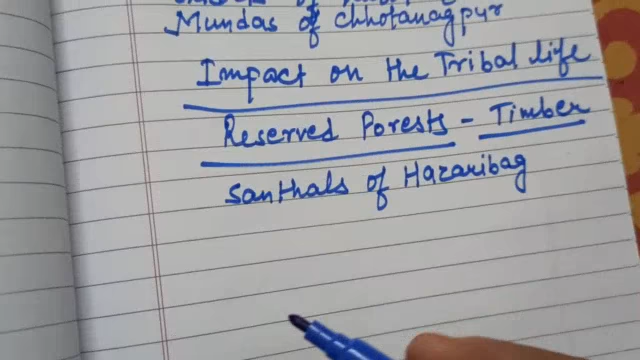 Mundas of Chhotanagpur
Impact on the Tribal life
Reserved Forests - Timber
Santhals of Hazaribag